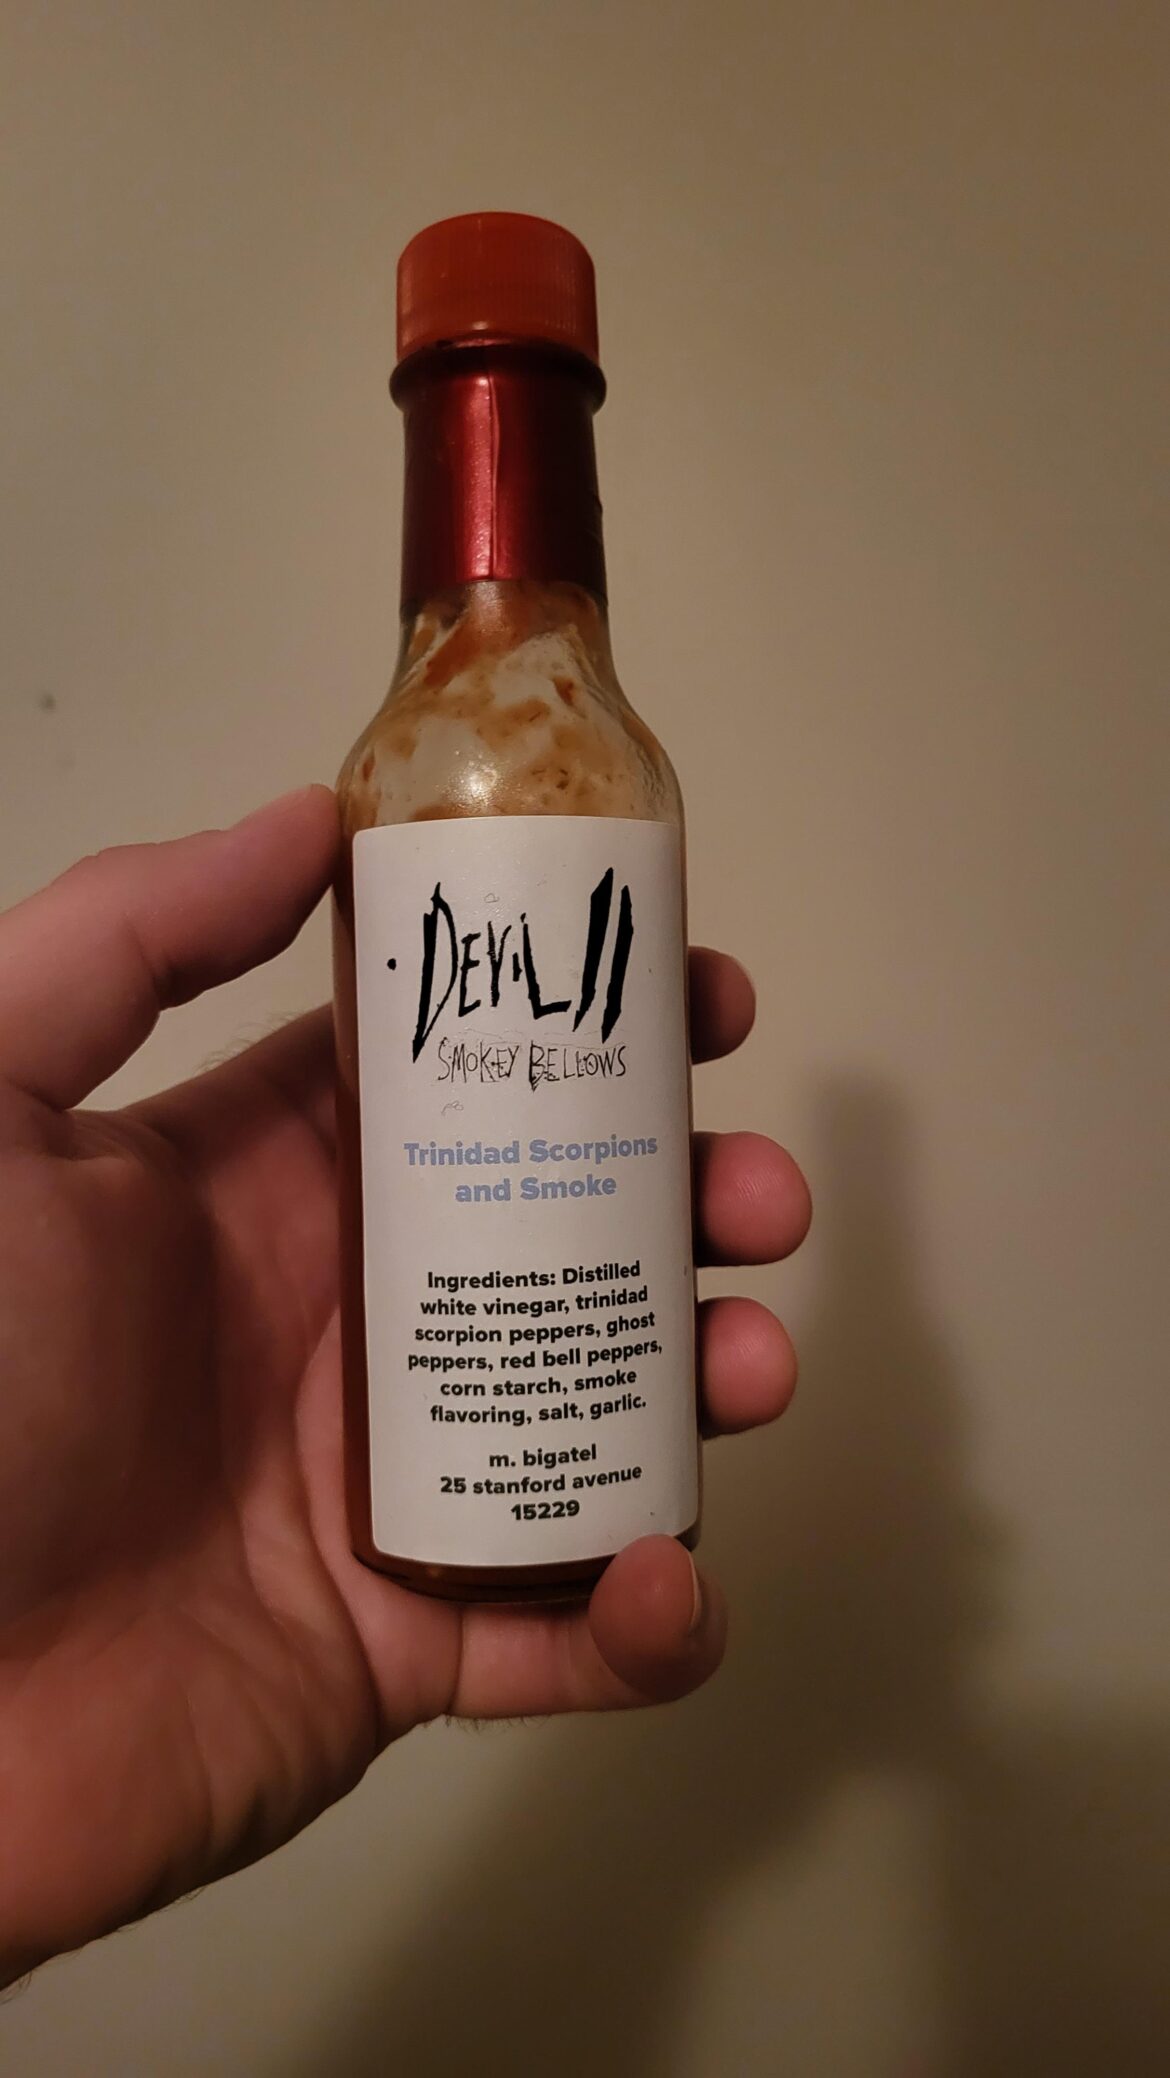 DEVIL II
SMOKEY BELLOWS
Trinidad Scorpions
and Smoke
Ingredients: Distilled
white vinegar, trinidad
scorpion peppers, ghost
peppers, red bell peppers,
corn starch, smoke
flavoring, salt, garlic.
m. bigatel
25 stanford avenue
15229